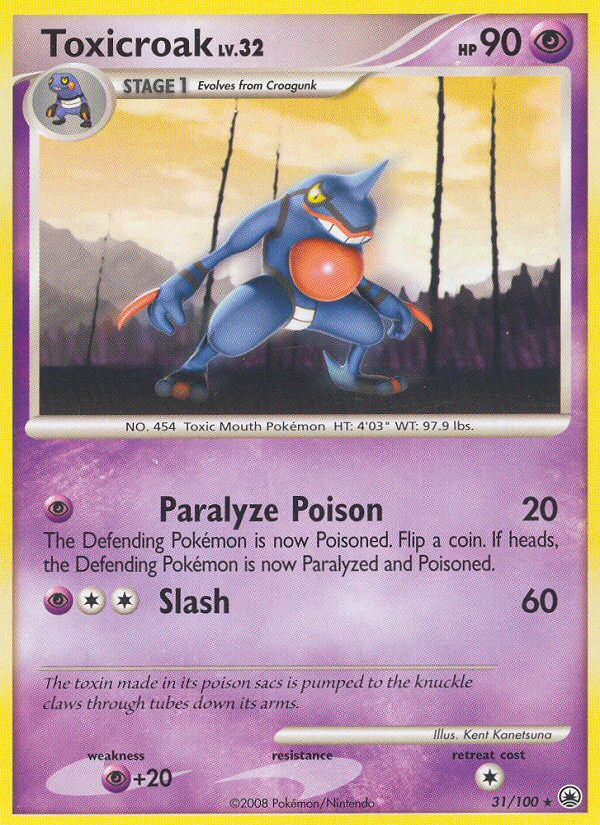 Toxicroak LV.32 HP 90
STAGE 1 Evolves from Croagunk
NO. 454 Toxic Mouth Pokémon HT: 4'03" WT: 97.9 lbs.
Paralyze Poison 20
The Defending Pokémon is now Poisoned. Flip a coin. If heads,
the Defending Pokémon is now Paralyzed and Poisoned.
Slash 60
The toxin made in its poison sacs is pumped to the knuckle
claws through tubes down its arms.
Illus. Kent Kanetsuna
weakness resistance retreat cost
+20
©2008 Pokémon/Nintendo 31/100 ★